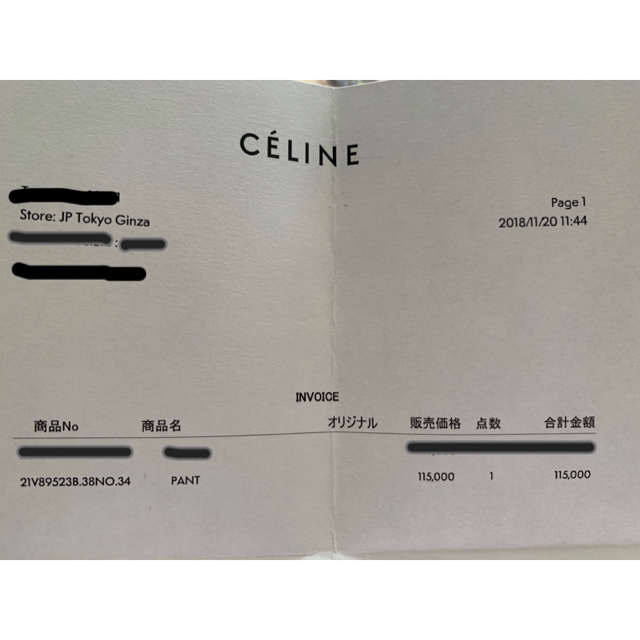 CÉLINE
Store: JP Tokyo Ginza
Page 1
2018/11/20 11:44
INVOICE
商品No 商品名 オリジナル 販売価格 点数 合計金額
21V89523B.38NO.34 PANT 115,000 1 115,000